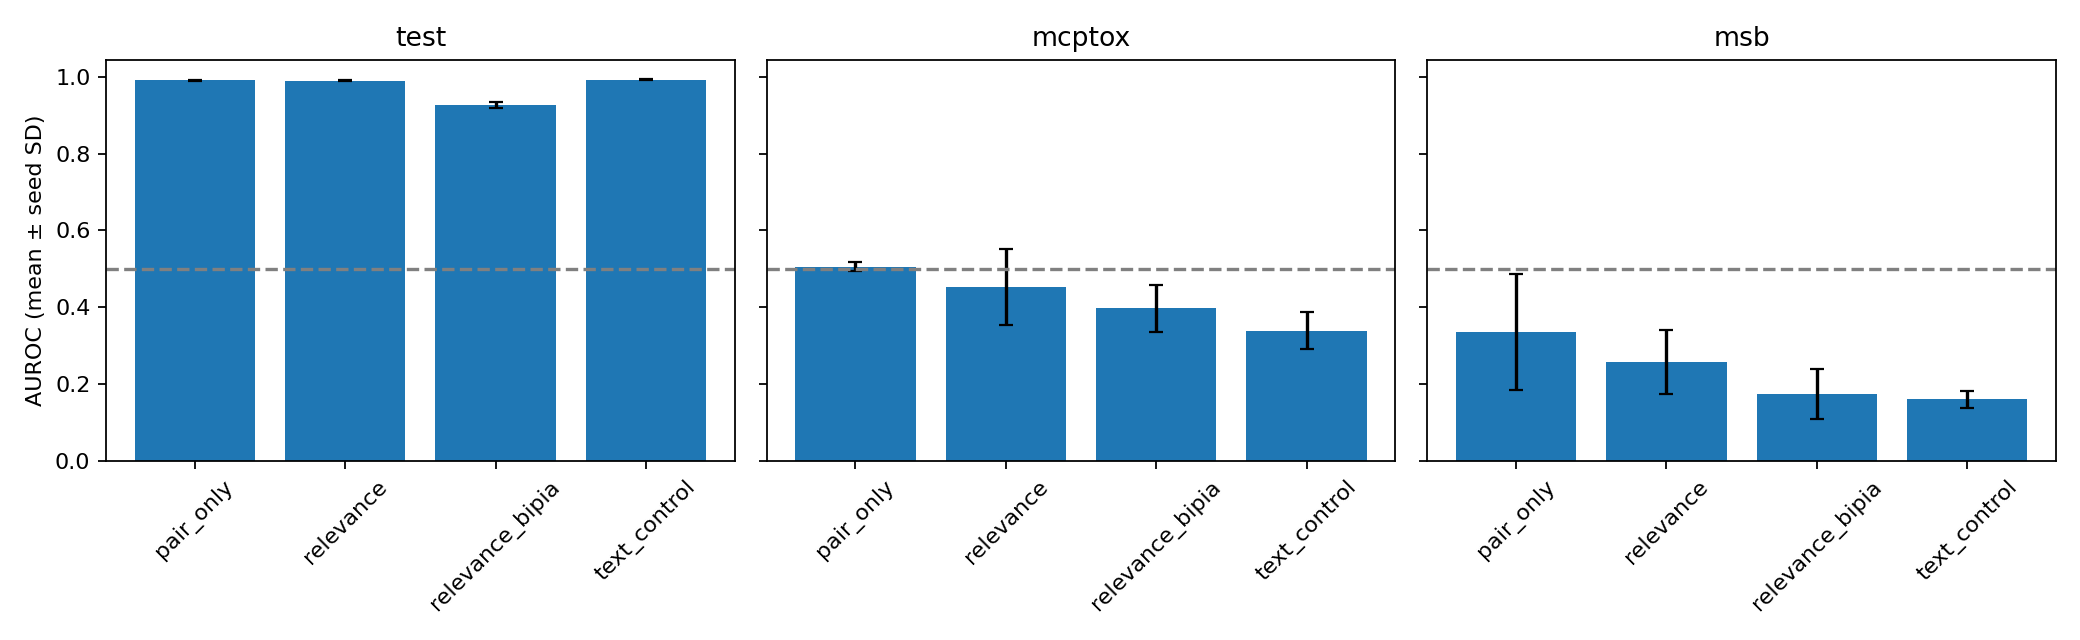 test
mcptox
msb
AUROC (mean ± seed SD)
1.0
0.8
0.6
0.4
0.2
0.0
pair_only
relevance
relevance_bipia
text_control
pair_only
relevance
relevance_bipia
text_control
pair_only
relevance
relevance_bipia
text_control